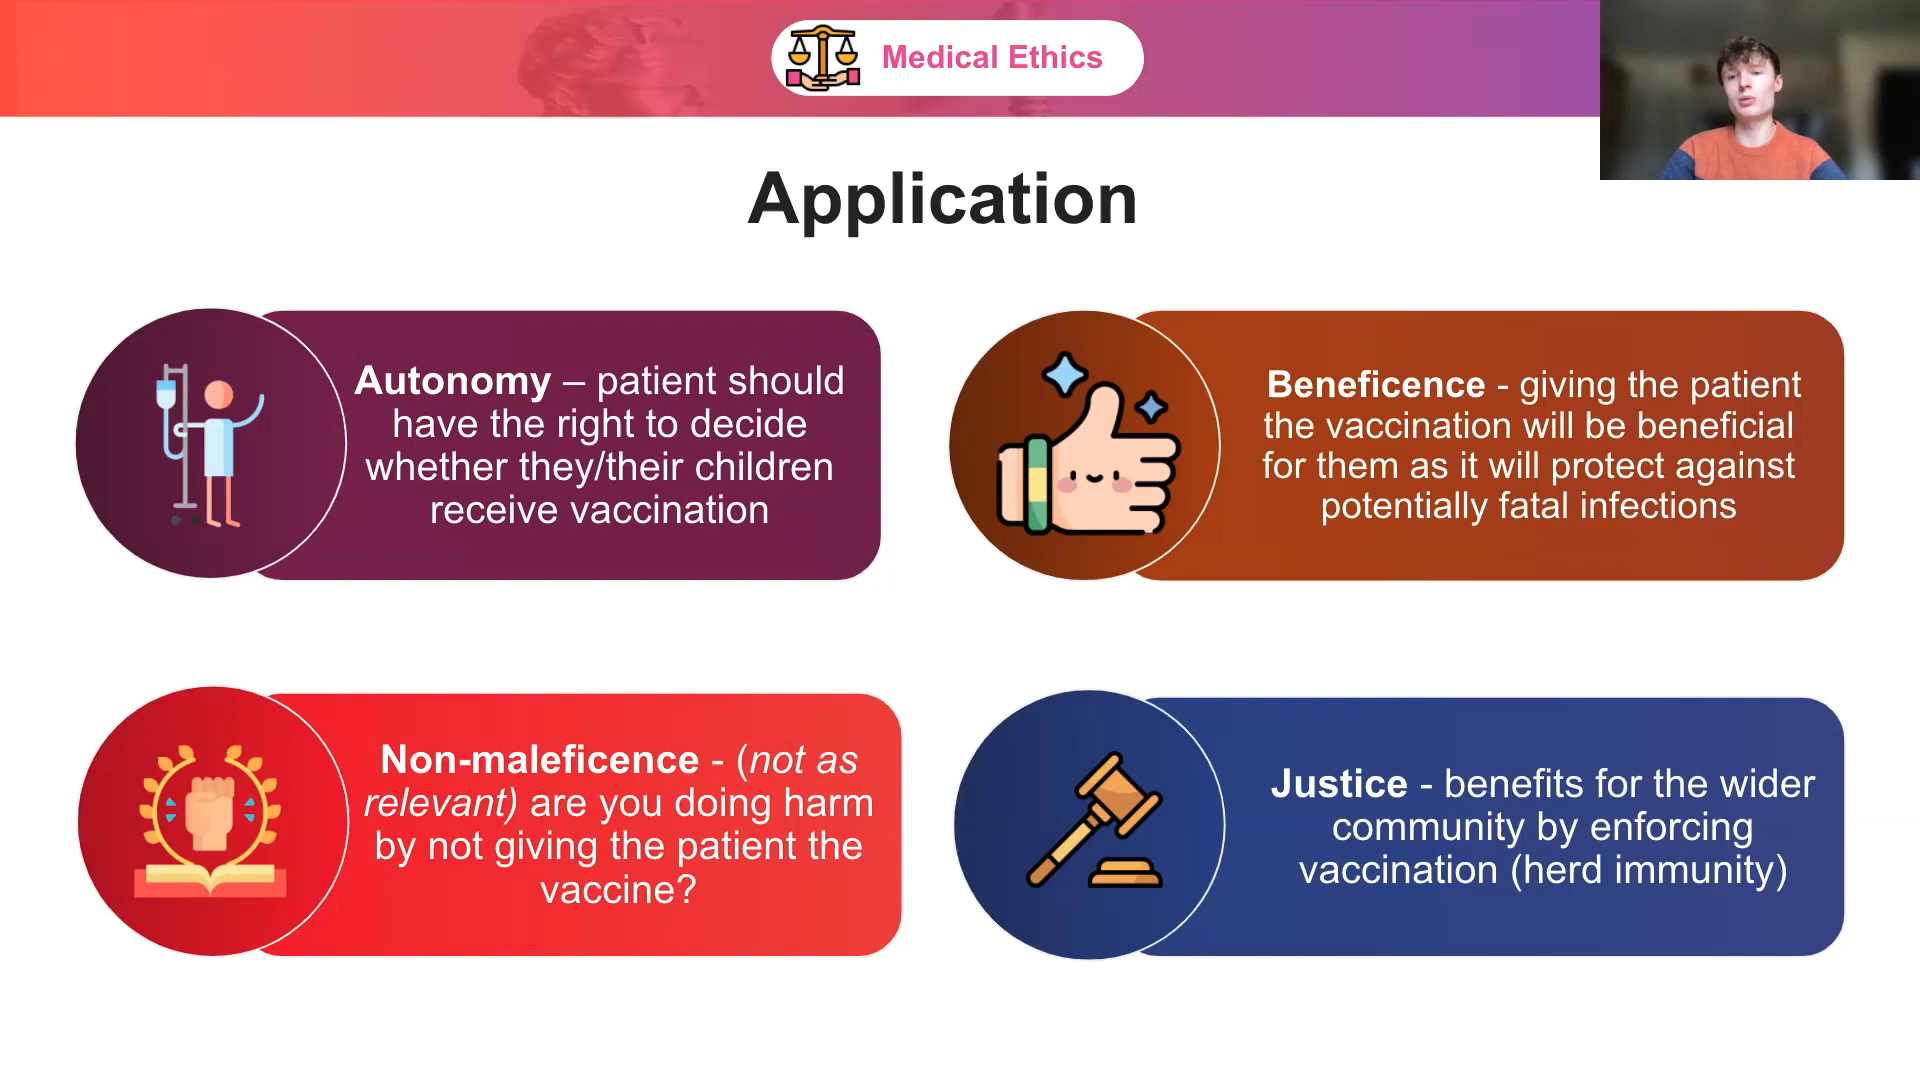 Medical Ethics
Application
Autonomy – patient should
have the right to decide
whether they/their children
receive vaccination
Beneficence - giving the patient
the vaccination will be beneficial
for them as it will protect against
potentially fatal infections
Non-maleficence - (not as
relevant) are you doing harm
by not giving the patient the
vaccine?
Justice - benefits for the wider
community by enforcing
vaccination (herd immunity)